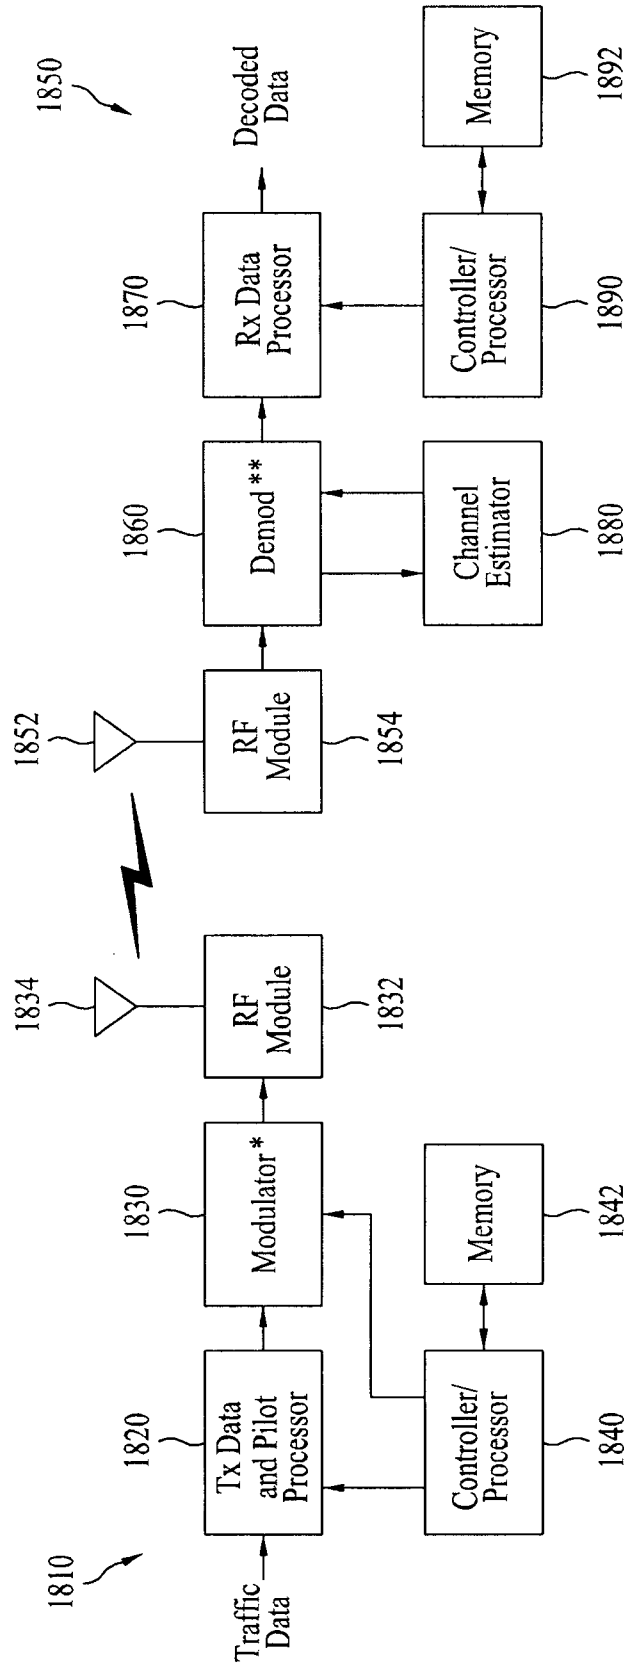 1810
Traffic
Data
1820
Tx Data
and Pilot
Processor
1830
Modulator*
1834
RF
Module
1832
Controller/
Processor
1840
Memory
1842
1850
1852
RF
Module
1854
1860
Demod**
1870
Rx Data
Processor
Decoded
Data
Channel
Estimator
1880
Controller/
Processor
1890
Memory
1892